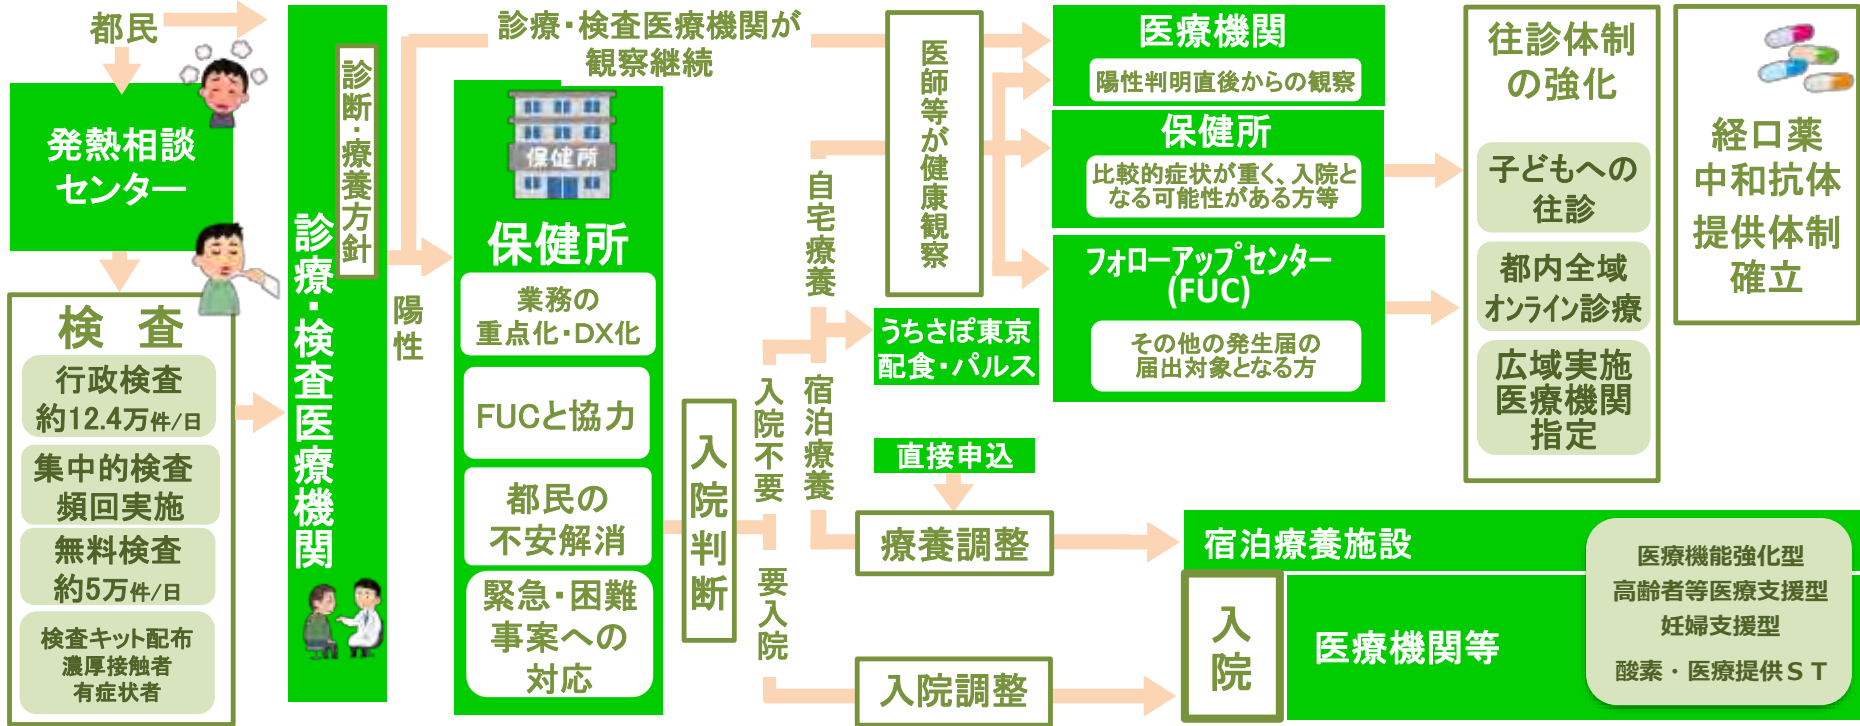 都民
発熱相談
センター
検 査
行政検査
約12.4万件/日
集中的検査
頻回実施
無料検査
約5万件/日
検査キット配布
濃厚接触者
有症状者
診療・検査医療機関
診断・療養方針
陽性
診療・検査医療機関が
観察継続
保健所
保健所
業務の
重点化・DX化
FUCと協力
都民の
不安解消
緊急・困難
事案への
対応
入院判断
入院不要
要入院
自宅療養
宿泊療養
医師等が健康観察
うちさぽ東京
配食・パルス
直接申込
療養調整
入院調整
医療機関
陽性判明直後からの観察
保健所
比較的症状が重く、入院と
なる可能性がある方等
フォローアップセンター
(FUC)
その他の発生届の
届出対象となる方
往診体制
の強化
子どもへの
往診
都内全域
オンライン診療
広域実施
医療機関
指定
経口薬
中和抗体
提供体制
確立
宿泊療養施設
入院
医療機関等
医療機能強化型
高齢者等医療支援型
妊婦支援型
酸素・医療提供ST